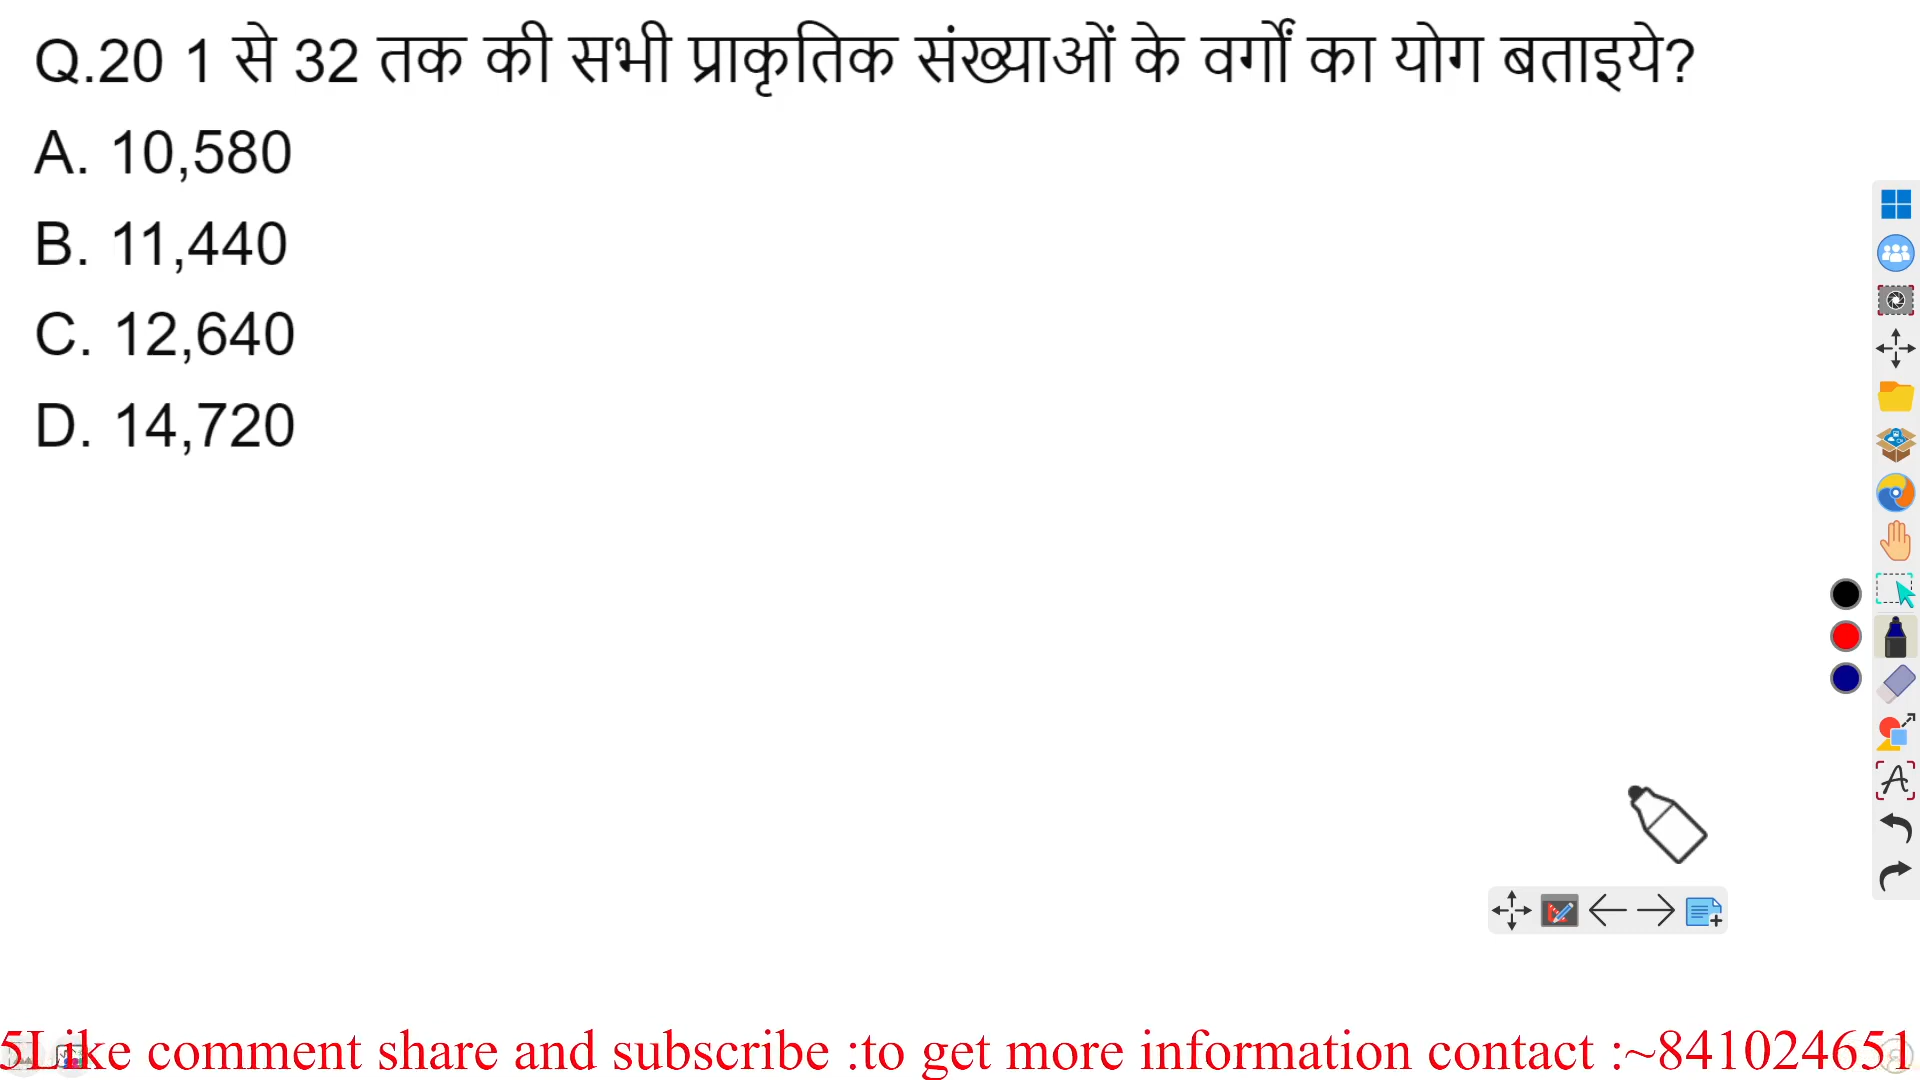 Q.20 1 से 32 तक की सभी प्राकृतिक संख्याओं के वर्गों का योग बताइये?
A. 10,580
B. 11,440
C. 12,640
D. 14,720
5Like comment share and subscribe :to get more information contact :~841024651